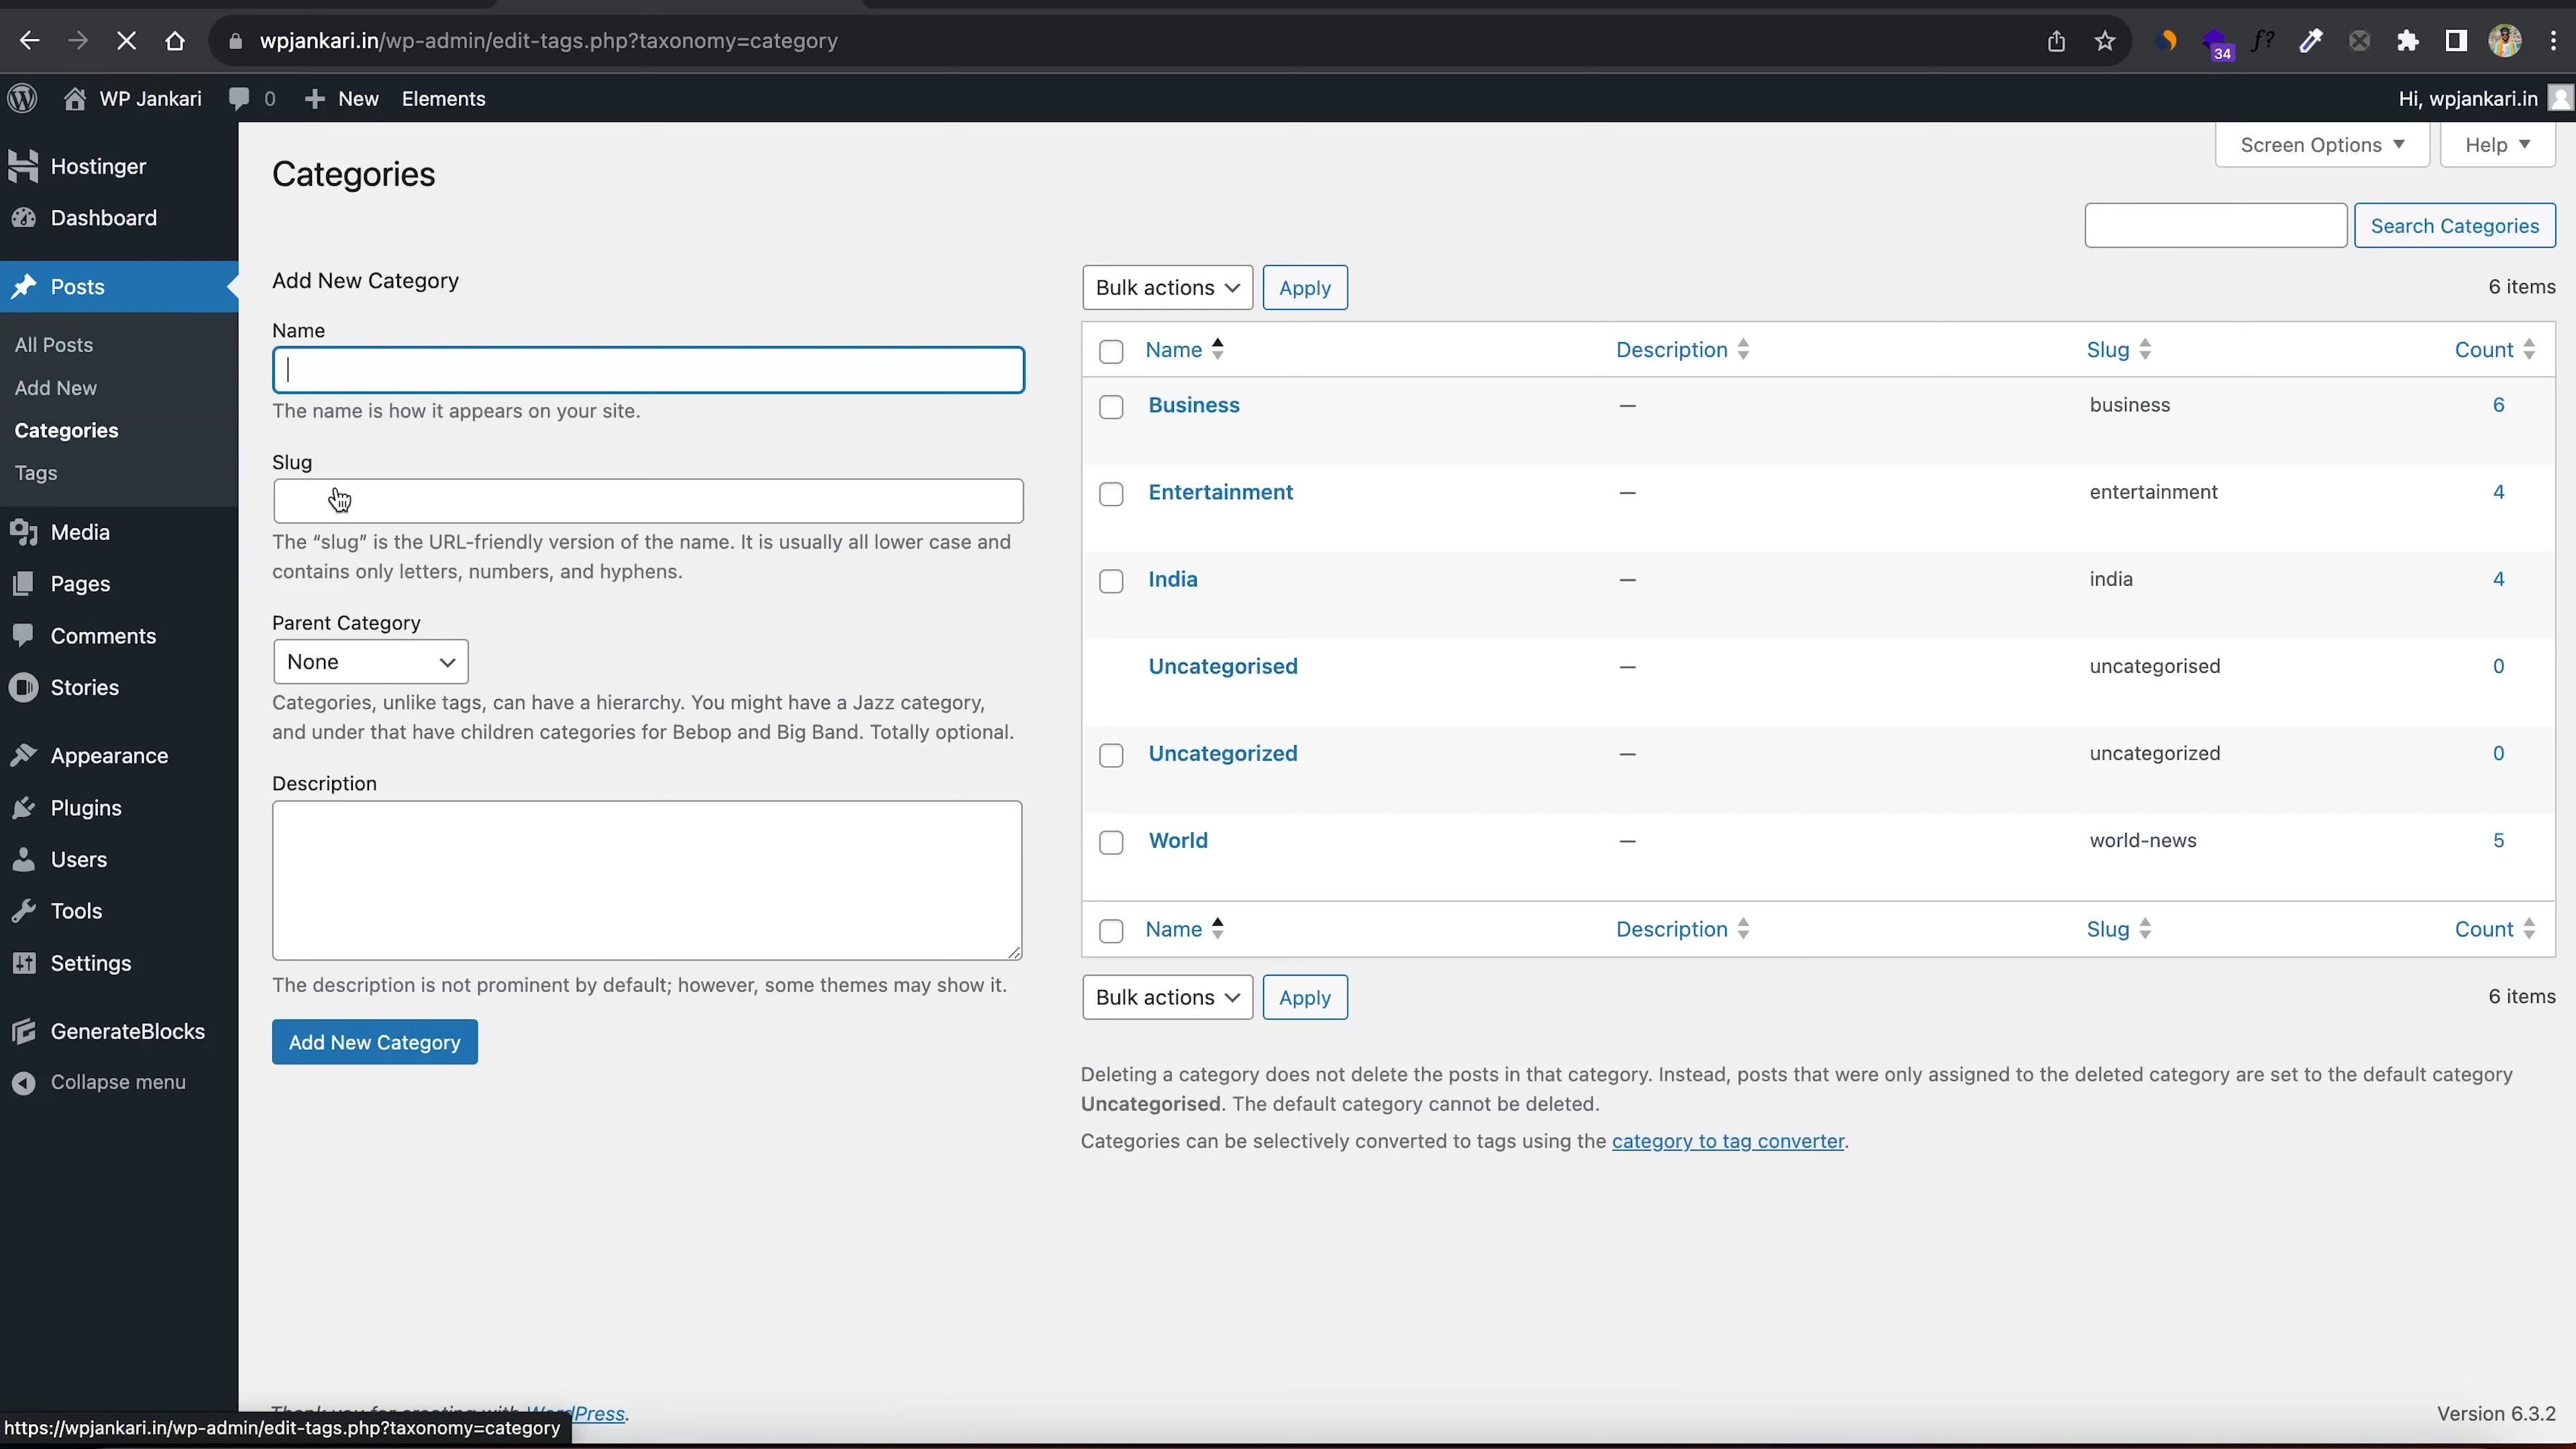 wpjankari.in/wp-admin/edit-tags.php?taxonomy=category
34
f?
WP Jankari
0
New
Elements
Hi, wpjankari.in
Hostinger
Dashboard
Posts
All Posts
Add New
Categories
Tags
Media
Pages
Comments
Stories
Appearance
Plugins
Users
Tools
Settings
GenerateBlocks
Collapse menu
Screen Options
Help
Categories
Search Categories
Add New Category
Name
The name is how it appears on your site.
Slug
The “slug” is the URL-friendly version of the name. It is usually all lower case and
contains only letters, numbers, and hyphens.
Parent Category
None
Categories, unlike tags, can have a hierarchy. You might have a Jazz category,
and under that have children categories for Bebop and Big Band. Totally optional.
Description
The description is not prominent by default; however, some themes may show it.
Add New Category
Bulk actions
Apply
6 items
Name Description Slug Count
Business — business 6
Entertainment — entertainment 4
India — india 4
Uncategorised — uncategorised 0
Uncategorized — uncategorized 0
World — world-news 5
Name Description Slug Count
Bulk actions
Apply
6 items
Deleting a category does not delete the posts in that category. Instead, posts that were only assigned to the deleted category are set to the default category
Uncategorised. The default category cannot be deleted.
Categories can be selectively converted to tags using the category to tag converter.
Thank you for creating with WordPress.
Version 6.3.2
https://wpjankari.in/wp-admin/edit-tags.php?taxonomy=category